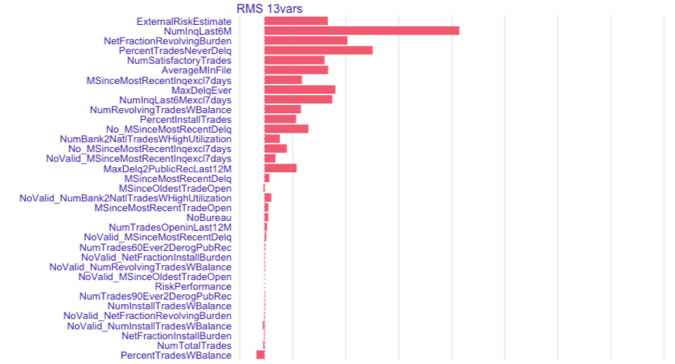 RMS 13vars
ExternalRiskEstimate
NumInqLast6M
NetFractionRevolvingBurden
PercentTradesNeverDelq
NumSatisfactoryTrades
AverageMInFile
MSinceMostRecentInqexcl7days
MaxDelqEver
NumInqLast6Mexcl7days
NumRevolvingTradesWBalance
PercentInstallTrades
No_MSinceMostRecentDelq
NumBank2NatlTradesWHighUtilization
No_MSinceMostRecentInqexcl7days
NoValid_MSinceMostRecentInqexcl7days
MaxDelq2PublicRecLast12M
MSinceMostRecentDelq
MSinceOldestTradeOpen
NoValid_NumBank2NatlTradesWHighUtilization
MSinceMostRecentTradeOpen
NoBureau
NumTradesOpeninLast12M
NoValid_MSinceMostRecentDelq
NumTrades60Ever2DerogPubRec
NoValid_NetFractionInstallBurden
NoValid_NumRevolvingTradesWBalance
NoValid_MSinceOldestTradeOpen
RiskPerformance
NumTrades90Ever2DerogPubRec
NumInstallTradesWBalance
NoValid_NetFractionRevolvingBurden
NoValid_NumInstallTradesWBalance
NetFractionInstallBurden
NumTotalTrades
PercentTradesWBalance